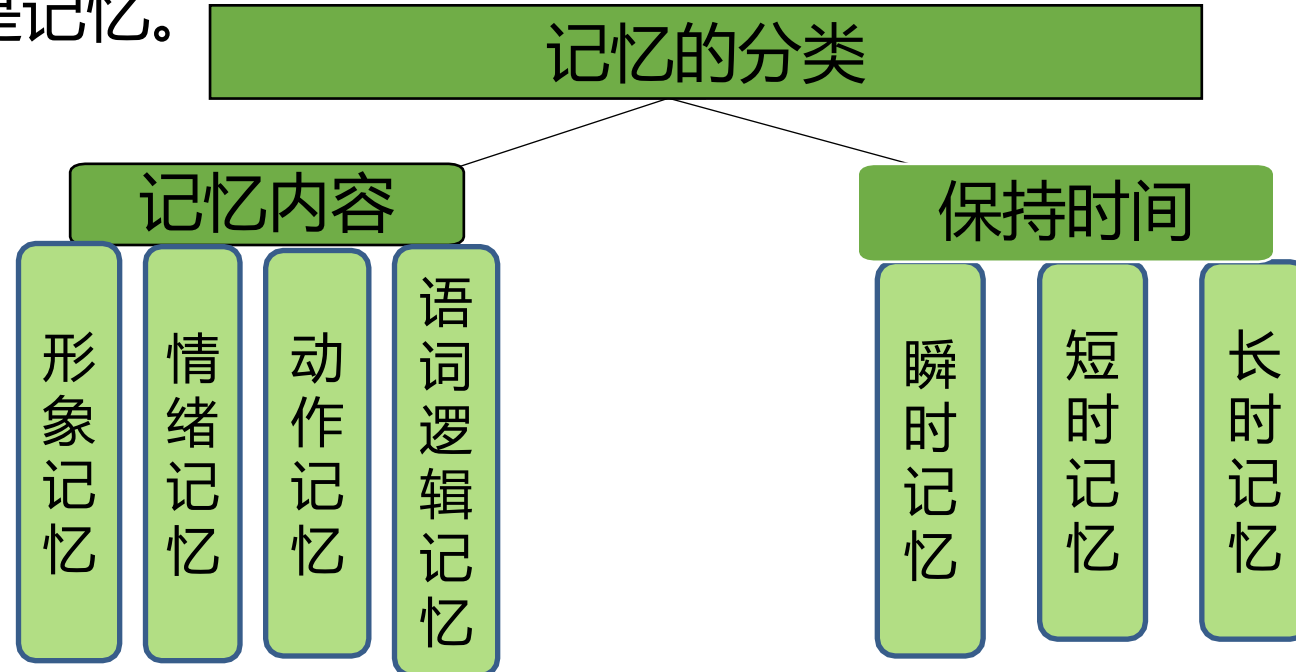 是记忆。
记忆的分类
记忆内容
保持时间
形象记忆
情绪记忆
动作记忆
语词逻辑记忆
瞬时记忆
短时记忆
长时记忆